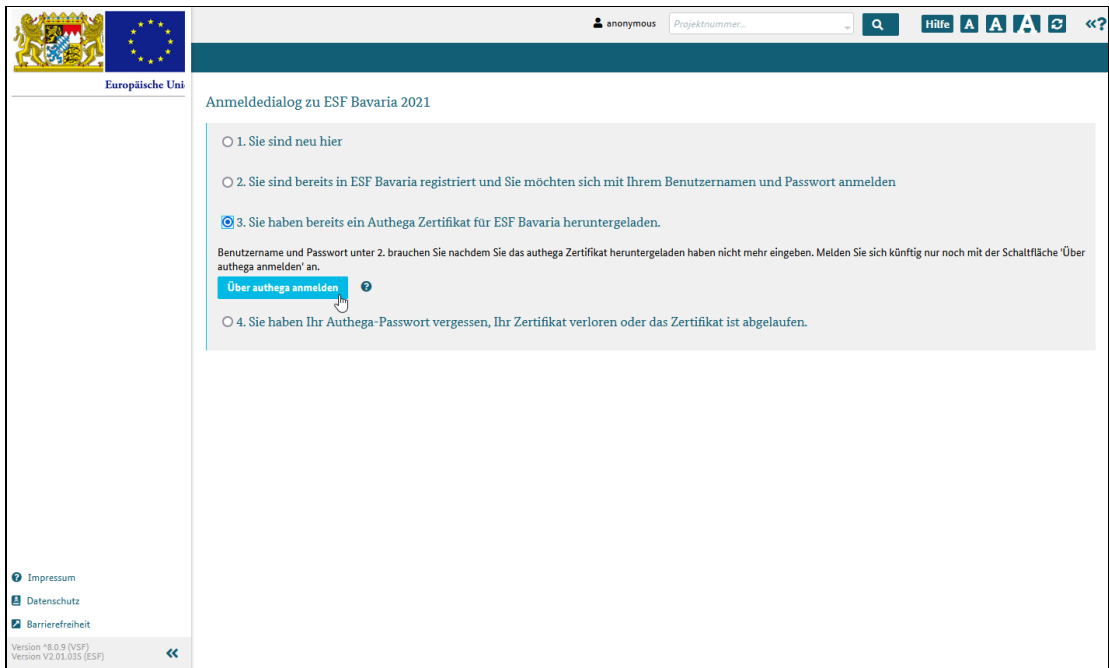 anonymous
Projektnummer...
Hilfe A A A «?
Europäische Uni
Anmeldedialog zu ESF Bavaria 2021
1. Sie sind neu hier
2. Sie sind bereits in ESF Bavaria registriert und Sie möchten sich mit Ihrem Benutzernamen und Passwort anmelden
3. Sie haben bereits ein Authega Zertifikat für ESF Bavaria heruntergeladen.
Benutzername und Passwort unter 2. brauchen Sie nachdem Sie das authega Zertifikat heruntergeladen haben nicht mehr eingeben. Melden Sie sich künftig nur noch mit der Schaltfläche 'Über
authega anmelden' an.
Über authega anmelden
4. Sie haben Ihr Authega-Passwort vergessen, Ihr Zertifikat verloren oder das Zertifikat ist abgelaufen.
Impressum
Datenschutz
Barrierefreiheit
Version ^8.0.9 (VSF)
Version V2.01.035 (ESF)